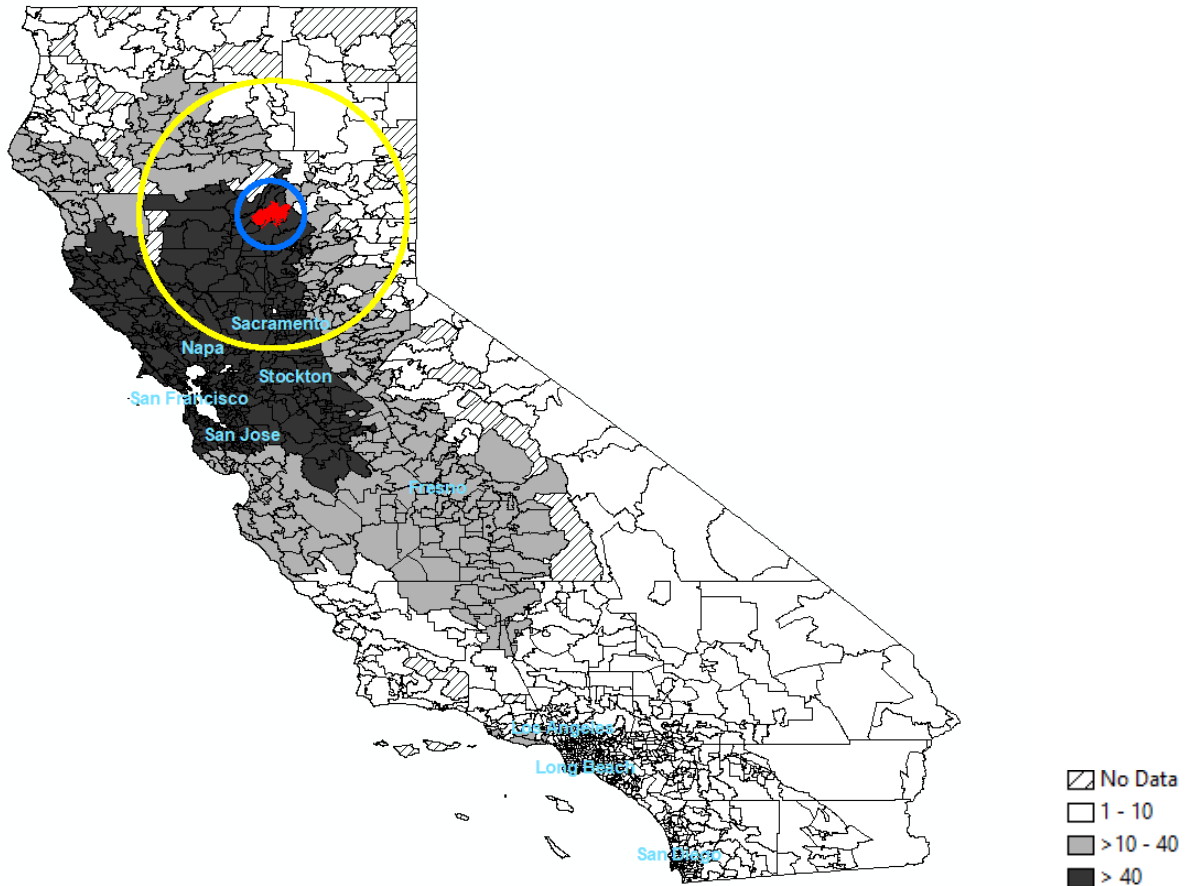 Sacramento
Napa
Stockton
San Francisco
San Jose
Fresno
Los Angeles
Long Beach
San Diego
No Data
1 - 10
>10 - 40
> 40